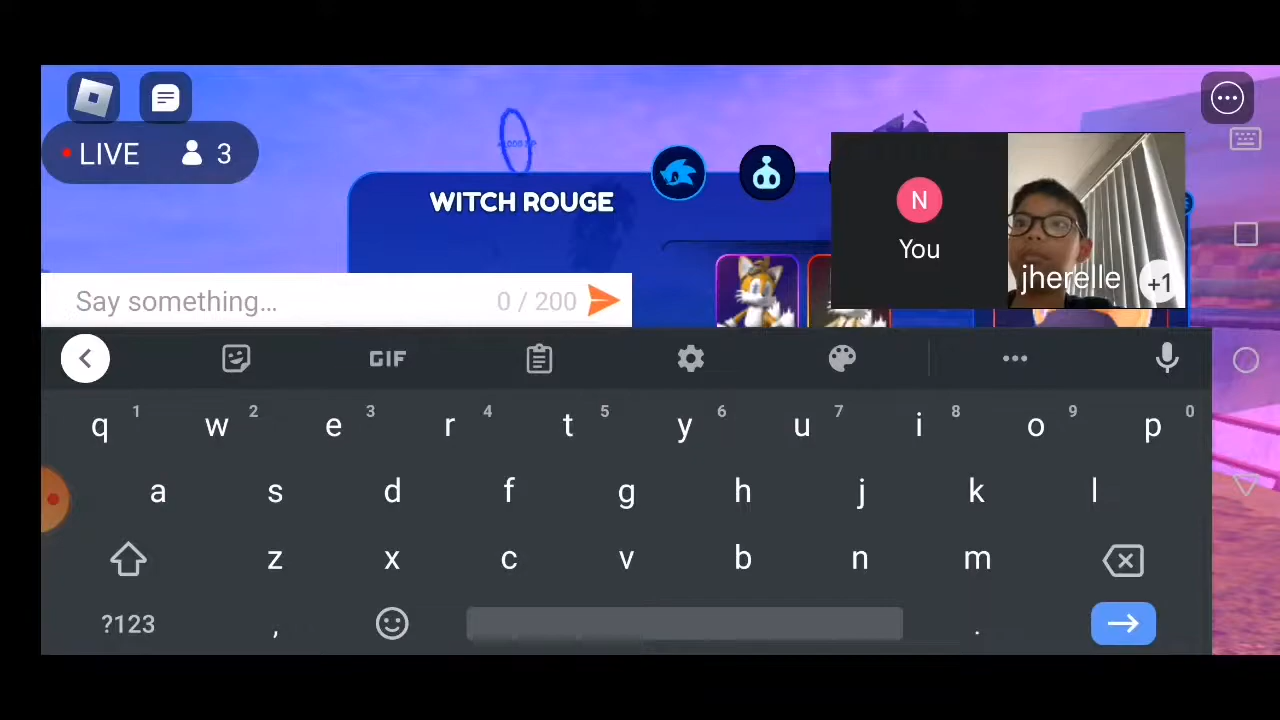 LIVE 3
WITCH ROUGE
N
You
jherelle
+1
Say something...
0 / 200
GIF
q 1 w 2 e 3 r 4 t 5 y 6 u 7 i 8 o 9 p 0
a s d f g h j k l
z x c v b n m
?123 , .